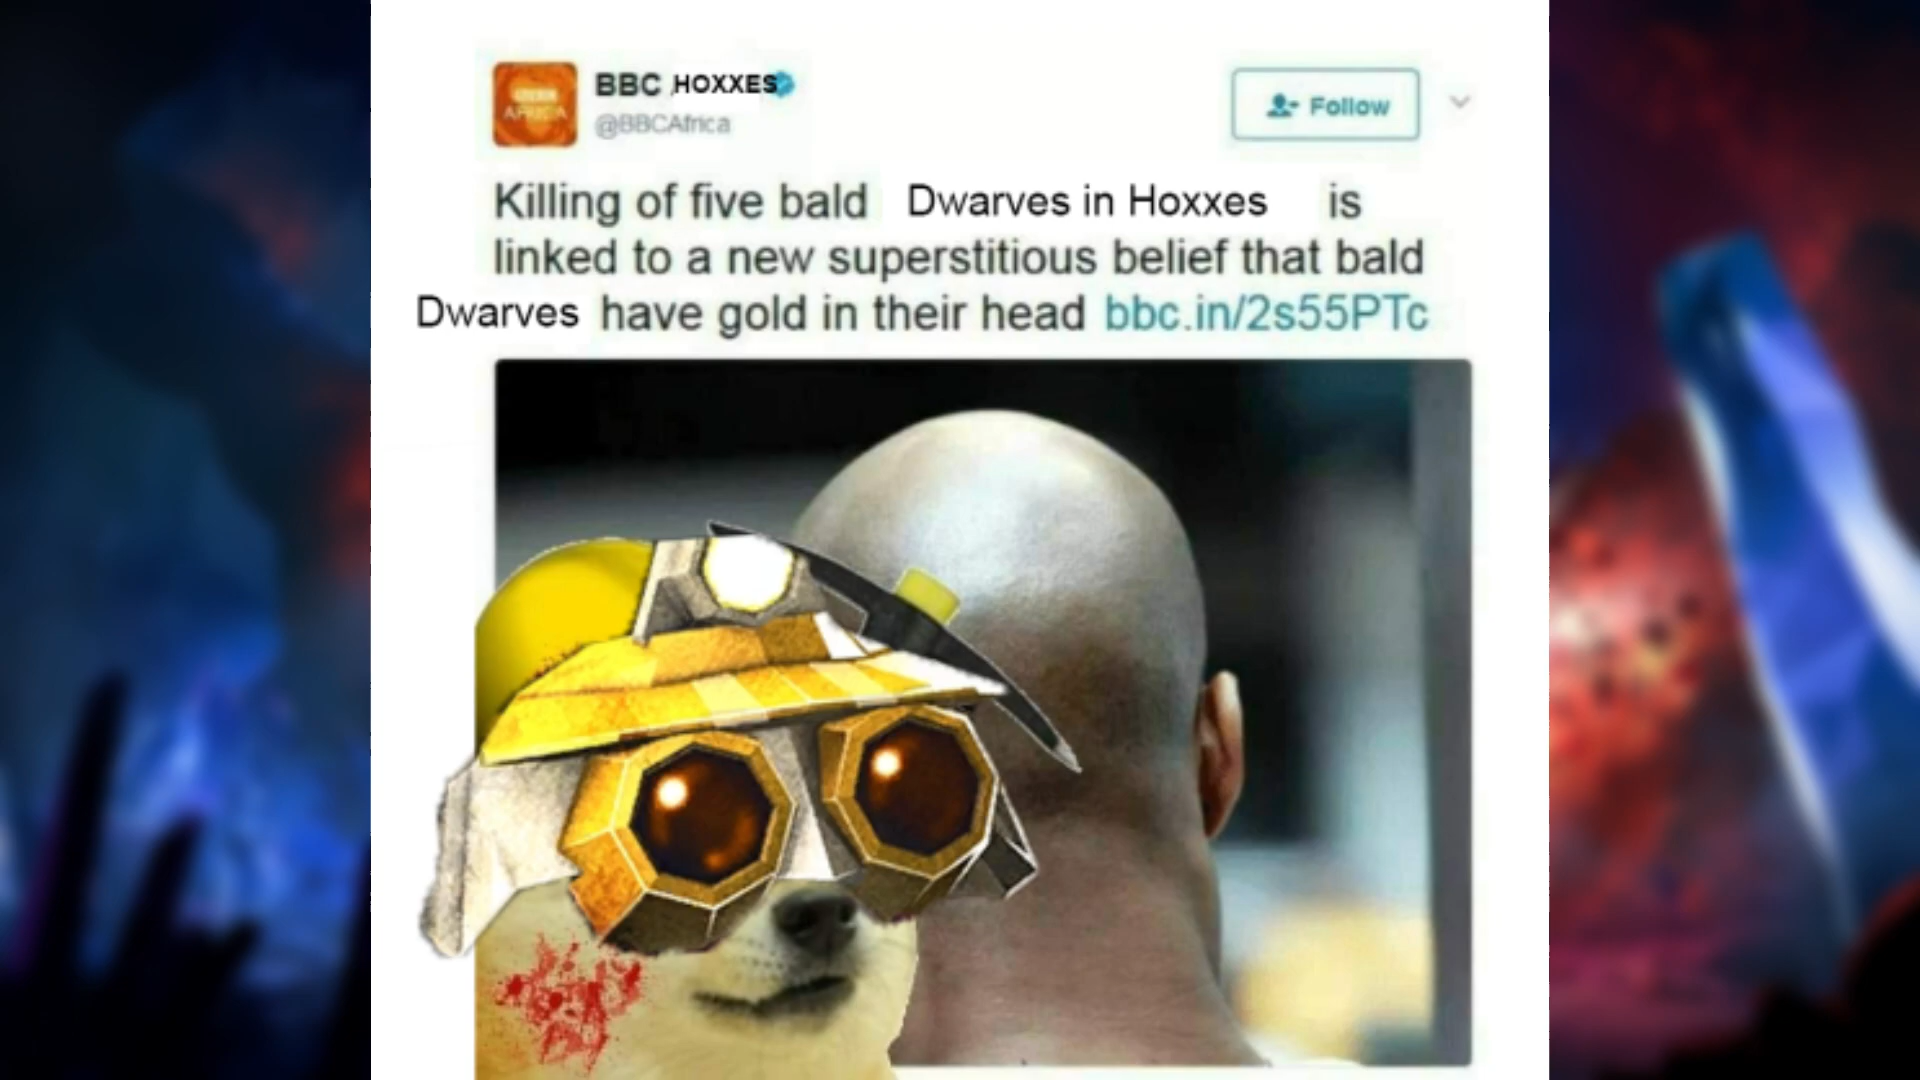 BBC HOXXES
@BBCAfrica
Follow
Killing of five bald Dwarves in Hoxxes is
linked to a new superstitious belief that bald
Dwarves have gold in their head bbc.in/2s55PTc